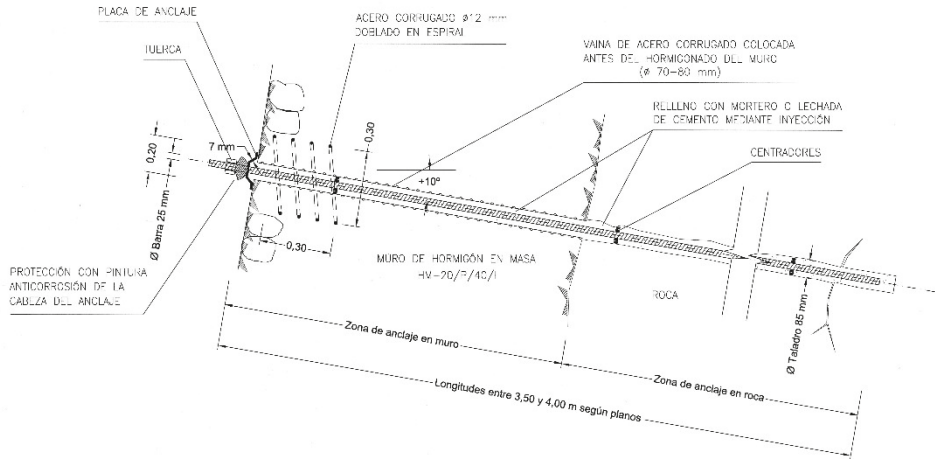 PLACA DE ANCLAJE
TUERCA
ACERO CORRUGADO Ø12
DOBLADO EN ESPIRAL
VAINA DE ACERO CORRUGADO COLOCADA
ANTES DEL HORMIGONADO DEL MURO
(Ø 70-80 mm)
RELLENO CON MORTERO O LECHADA
DE CEMENTO MEDIANTE INYECCIÓN
CENTRADORES
0,20
7 mm
0,30
+10º
Ø Barra 25 mm
0,30
PROTECCIÓN CON PINTURA
ANTICORROSIÓN DE LA
CABEZA DEL ANCLAJE
MURO DE HORMIGÓN EN MASA
HM-20/P/40/I
ROCA
Ø Taladro 85 mm
Zona de anclaje en muro
Zona de anclaje en roca
Longitudes entre 3,50 y 4,00 m según planos